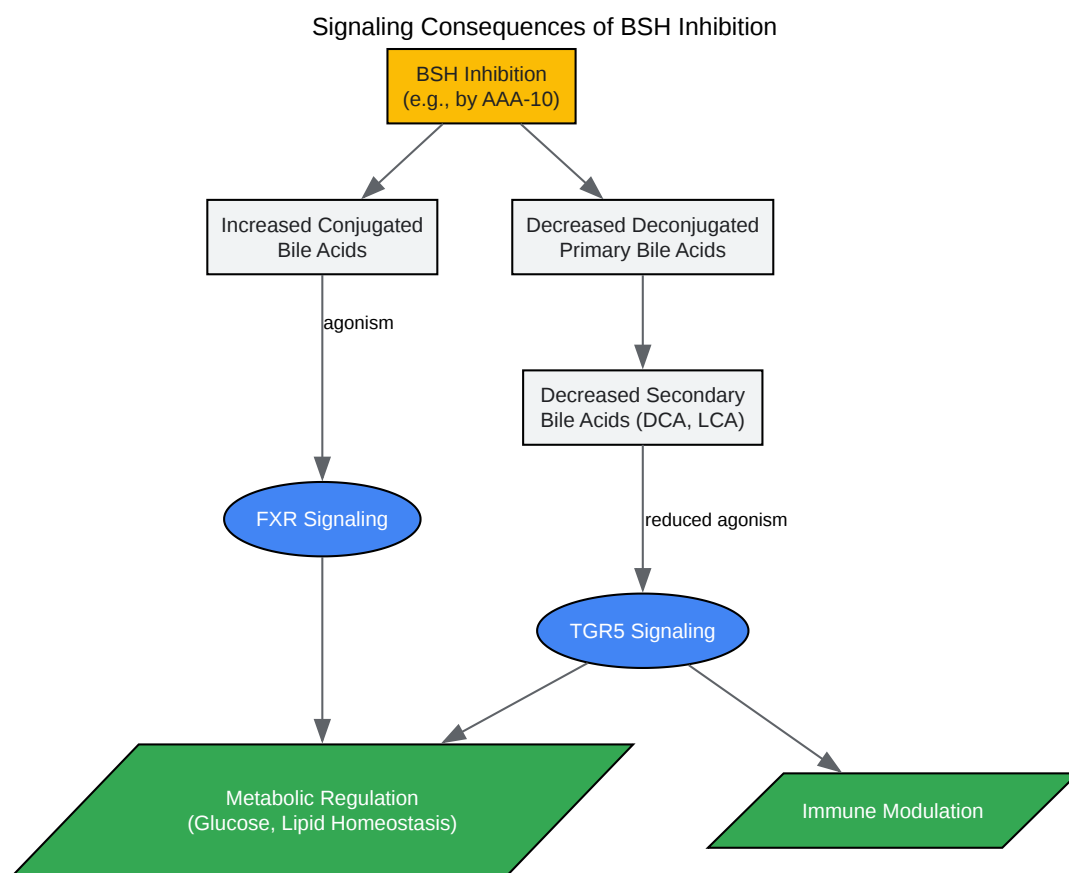 Signaling Consequences of BSH Inhibition
BSH Inhibition
(e.g., by AAA-10)
Increased Conjugated
Bile Acids
Decreased Deconjugated
Primary Bile Acids
agonism
Decreased Secondary
Bile Acids (DCA, LCA)
FXR Signaling
reduced agonism
TGR5 Signaling
Metabolic Regulation
(Glucose, Lipid Homeostasis)
Immune Modulation